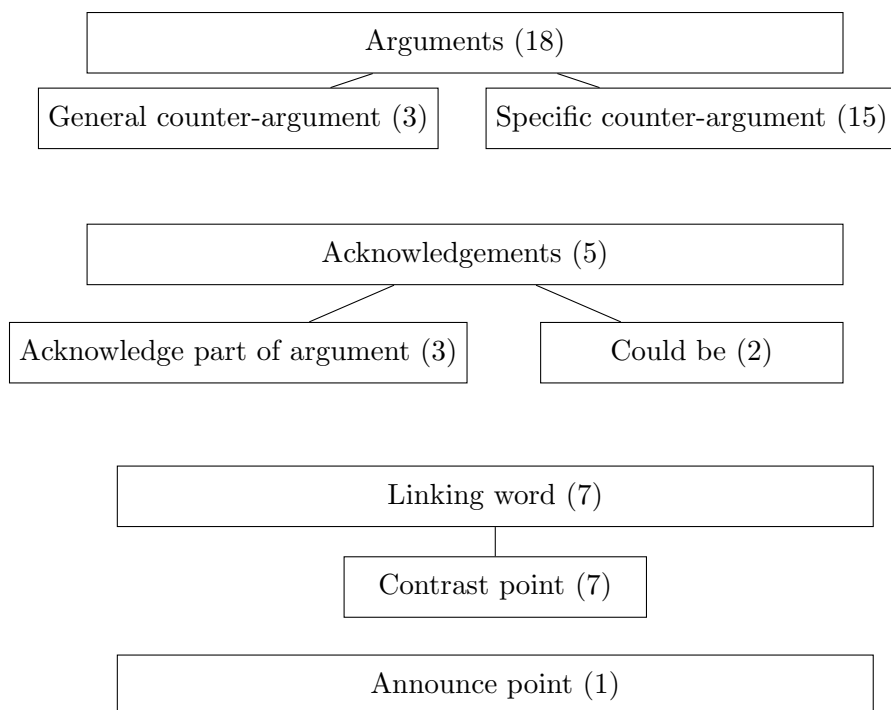 Arguments (18)
General counter-argument (3)
Specific counter-argument (15)
Acknowledgements (5)
Acknowledge part of argument (3)
Could be (2)
Linking word (7)
Contrast point (7)
Announce point (1)